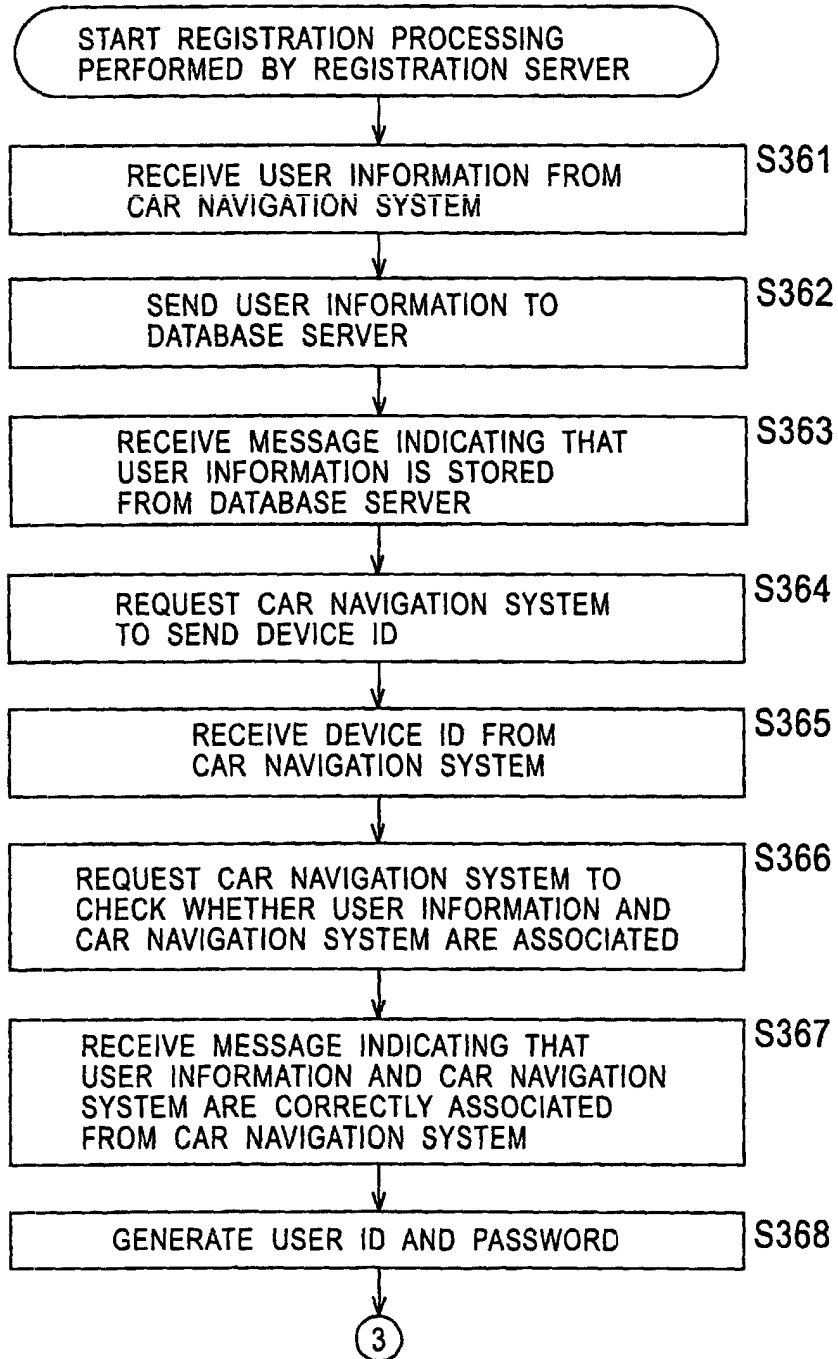 START REGISTRATION PROCESSING
PERFORMED BY REGISTRATION SERVER
S361
RECEIVE USER INFORMATION FROM
CAR NAVIGATION SYSTEM
S362
SEND USER INFORMATION TO
DATABASE SERVER
S363
RECEIVE MESSAGE INDICATING THAT
USER INFORMATION IS STORED
FROM DATABASE SERVER
S364
REQUEST CAR NAVIGATION SYSTEM
TO SEND DEVICE ID
S365
RECEIVE DEVICE ID FROM
CAR NAVIGATION SYSTEM
S366
REQUEST CAR NAVIGATION SYSTEM TO
CHECK WHETHER USER INFORMATION AND
CAR NAVIGATION SYSTEM ARE ASSOCIATED
S367
RECEIVE MESSAGE INDICATING THAT
USER INFORMATION AND CAR NAVIGATION
SYSTEM ARE CORRECTLY ASSOCIATED
FROM CAR NAVIGATION SYSTEM
S368
GENERATE USER ID AND PASSWORD
3